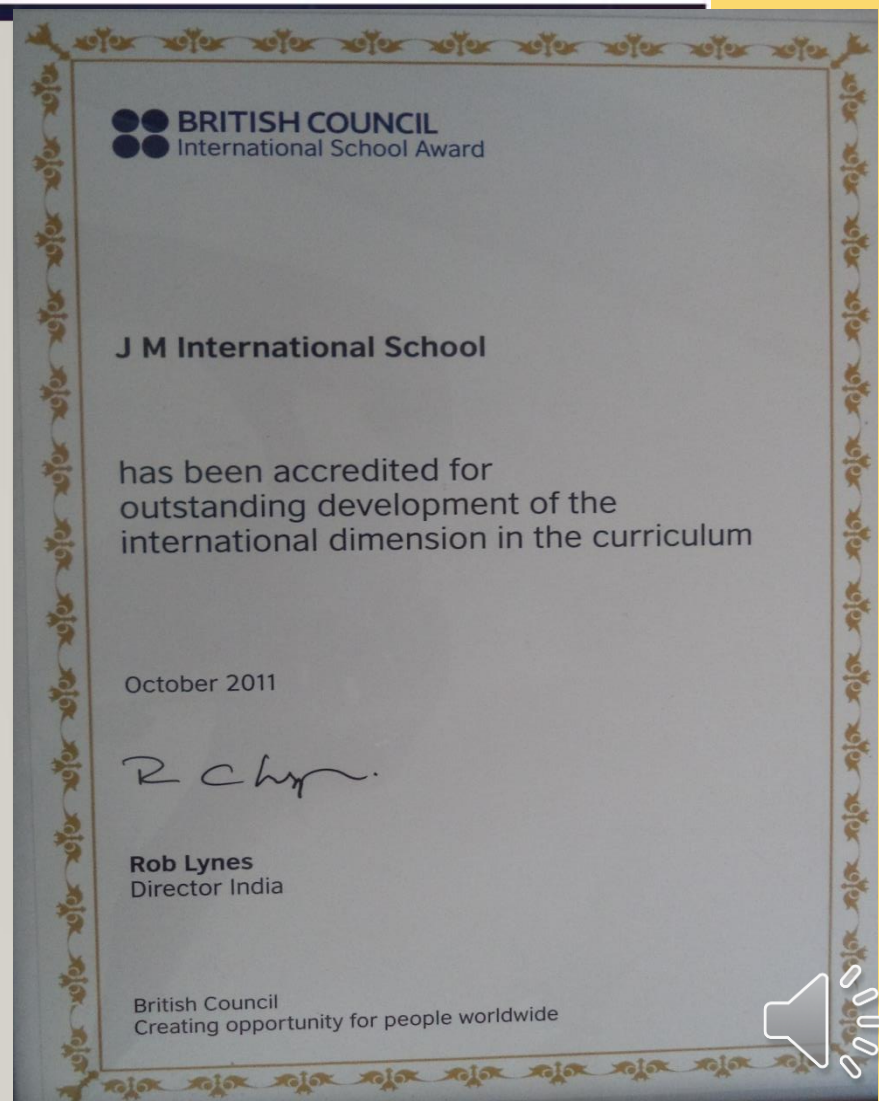 BRITISH COUNCIL
International School Award
J M International School
has been accredited for
outstanding development of the
international dimension in the curriculum
October 2011
Rob Lynes
Director India
British Council
Creating opportunity for people worldwide